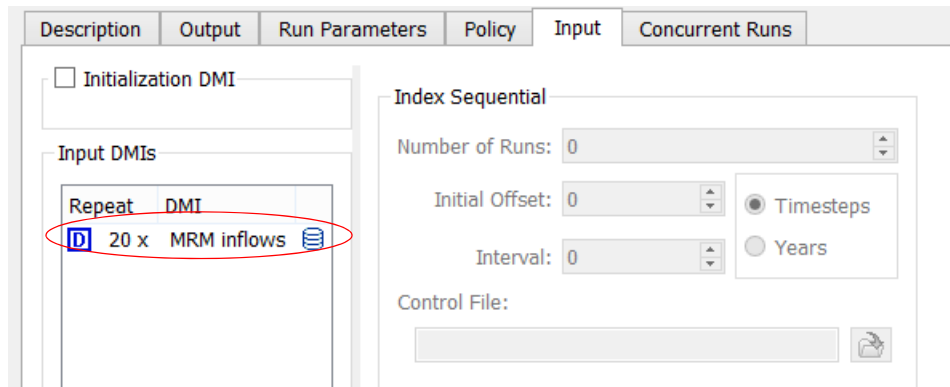 Description Output Run Parameters Policy Input Concurrent Runs
Initialization DMI
Input DMIs
Repeat DMI
D 20 x MRM inflows
Index Sequential
Number of Runs: 0
Initial Offset: 0
Timesteps
Interval: 0
Years
Control File: